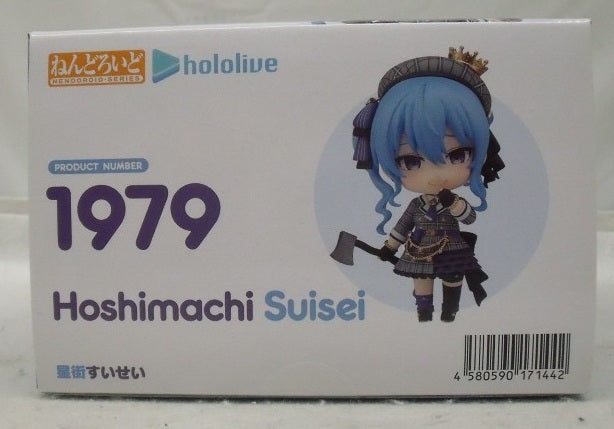 ねんどろいど
NENDOROID-SERIES
hololive
PRODUCT NUMBER
1979
Hoshimachi Suisei
星街すいせい
4 580590 171442